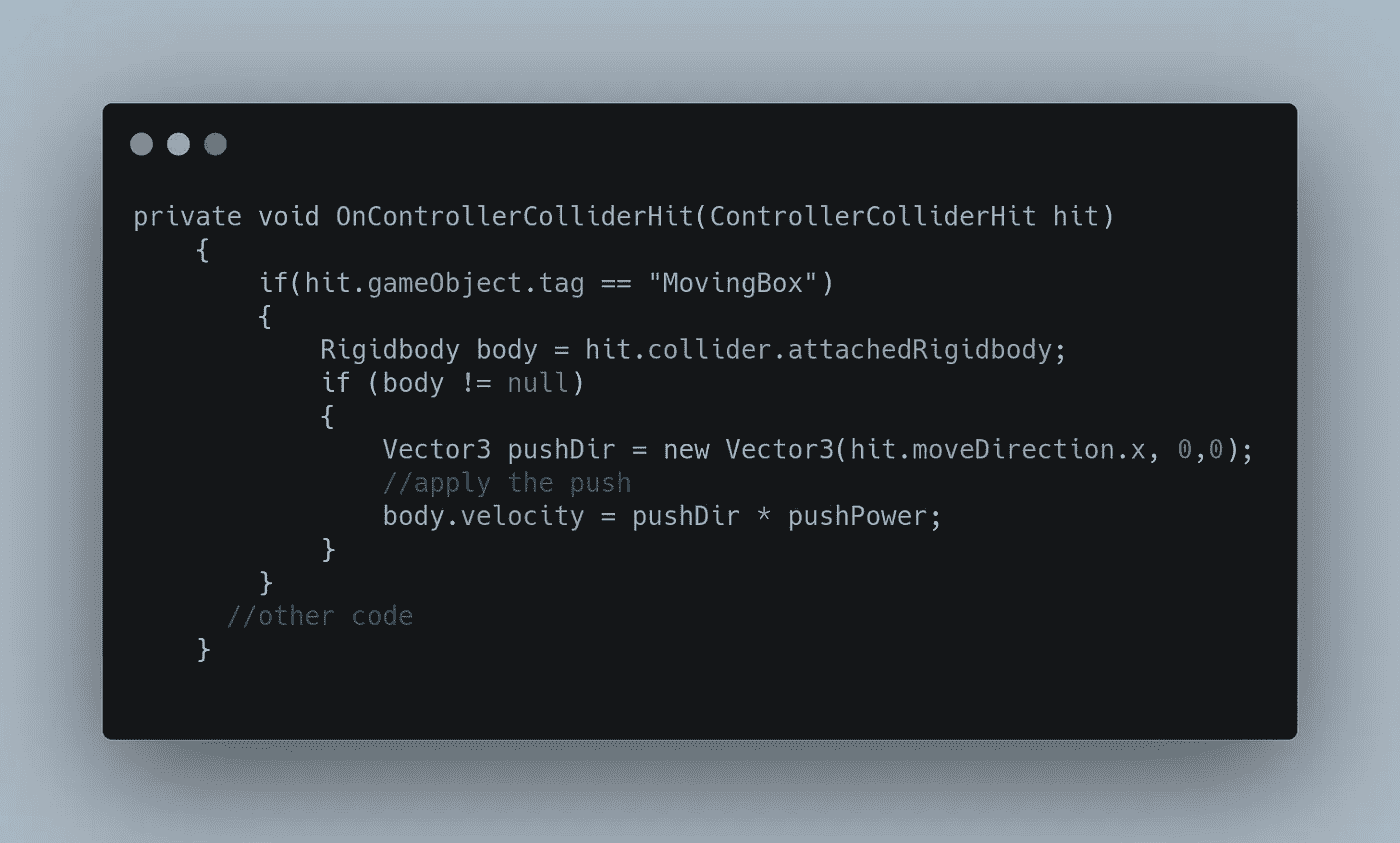 private void OnControllerColliderHit(ControllerColliderHit hit)
    {
        if(hit.gameObject.tag == "MovingBox")
        {
            Rigidbody body = hit.collider.attachedRigidbody;
            if (body != null)
            {
                Vector3 pushDir = new Vector3(hit.moveDirection.x, 0,0);
                //apply the push
                body.velocity = pushDir * pushPower;
            }
        }
      //other code
    }